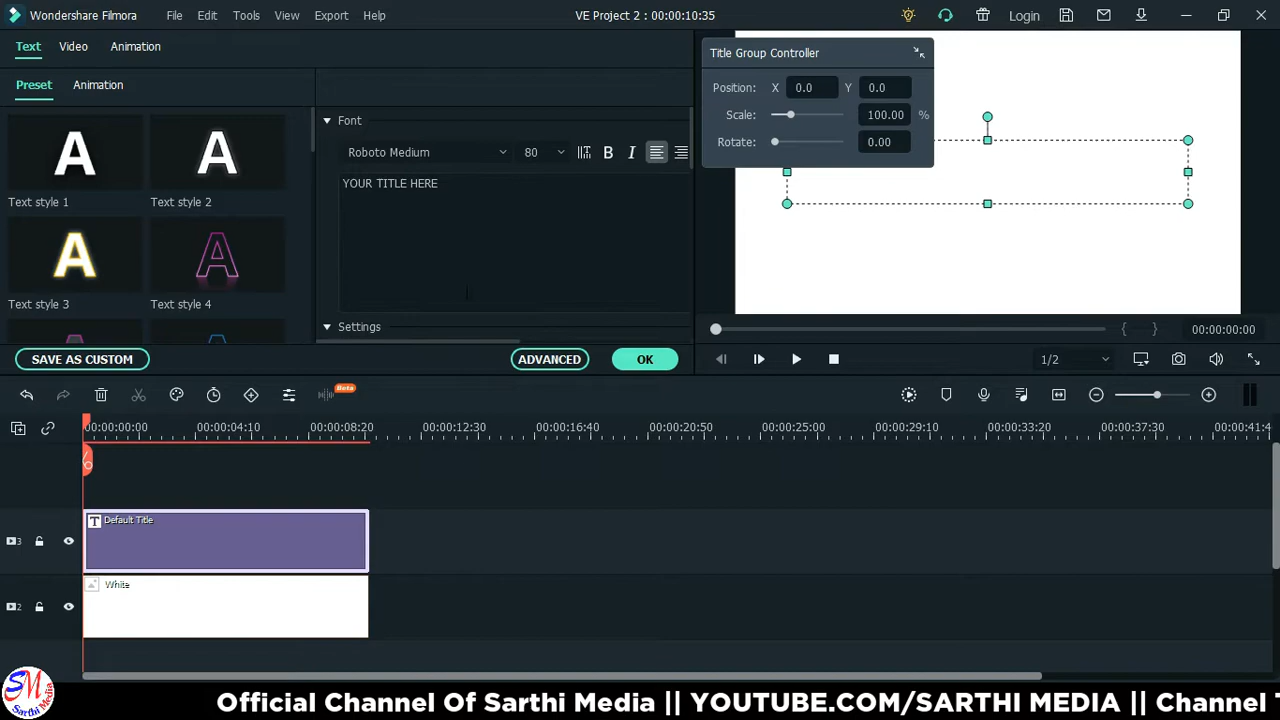 Wondershare Filmora File Edit Tools View Export Help VE Project 2 : 00:00:10:35 Login
Text Video Animation
Preset Animation
Title Group Controller
Position: X 0.0 Y 0.0
Scale: 100.00 %
Rotate: 0.00
A A
Text style 1 Text style 2
A A
Text style 3 Text style 4
Font
Roboto Medium 80 B I
YOUR TITLE HERE
Settings
SAVE AS CUSTOM ADVANCED OK
00:00:00:00
1/2
Beta
00:00:00:00 00:00:04:10 00:00:08:20 00:00:12:30 00:00:16:40 00:00:20:50 00:00:25:00 00:00:29:10 00:00:33:20 00:00:37:30 00:00:41:4
T Default Title
3
White
2
SM Sarthi Media
Official Channel Of Sarthi Media || YOUTUBE.COM/SARTHI MEDIA || Channel T